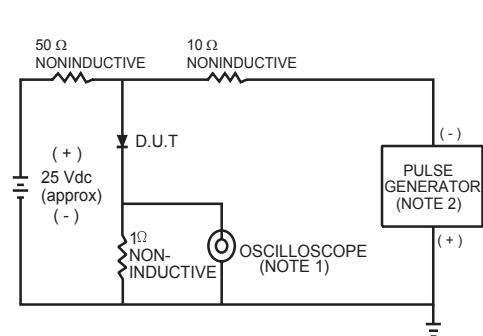 50 Ω
NONINDUCTIVE
10 Ω
NONINDUCTIVE
D.U.T
( + )
25 Vdc
(approx)
( - )
( - )
PULSE
GENERATOR
(NOTE 2)
( + )
1Ω
NON-
INDUCTIVE
OSCILLOSCOPE
(NOTE 1)